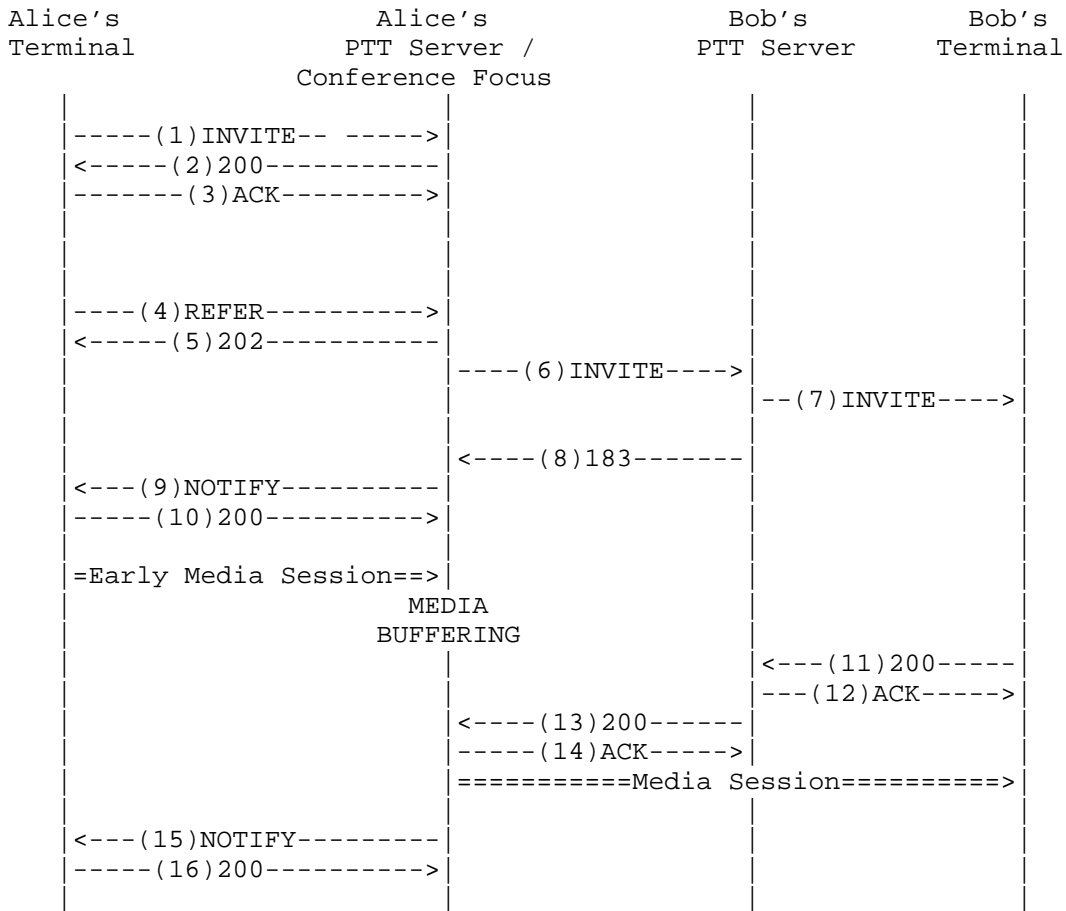 Alice's Alice's Bob's Bob's
Terminal PTT Server / PTT Server Terminal
Conference Focus
| | | |
|-----(1)INVITE-- ----->| | |
|<-----(2)200-----------| | |
|-------(3)ACK--------->| | |
| | | |
| | | |
| | | |
|----(4)REFER---------->| | |
|<-----(5)202-----------| | |
| |----(6)INVITE---->| |
| | |--(7)INVITE---->|
| | | |
| |<----(8)183-------| |
|<---(9)NOTIFY----------| | |
|-----(10)200---------->| | |
| | | |
|=Early Media Session==>| | |
| MEDIA | |
| BUFFERING | |
| | |<---(11)200-----|
| | |---(12)ACK----->|
| |<----(13)200------| |
| |-----(14)ACK----->| |
| |===========Media Session==========>|
| | | |
|<---(15)NOTIFY---------| | |
|-----(16)200---------->| | |
| | | |